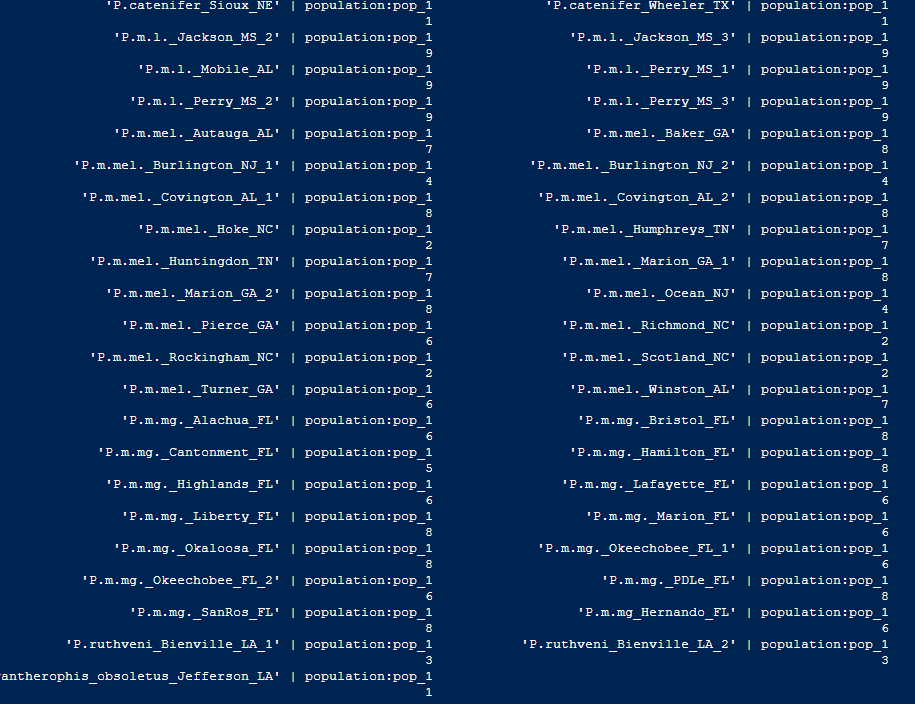 'P.catenifer_Sioux_NE' | population:pop_1 'P.catenifer_Wheeler_TX' | population:pop_1
1 1
'P.m.l._Jackson_MS_2' | population:pop_1 'P.m.l._Jackson_MS_3' | population:pop_1
9 9
'P.m.l._Mobile_AL' | population:pop_1 'P.m.l._Perry_MS_1' | population:pop_1
9 9
'P.m.l._Perry_MS_2' | population:pop_1 'P.m.l._Perry_MS_3' | population:pop_1
9 9
'P.m.mel._Autauga_AL' | population:pop_1 'P.m.mel._Baker_GA' | population:pop_1
7 8
'P.m.mel._Burlington_NJ_1' | population:pop_1 'P.m.mel._Burlington_NJ_2' | population:pop_1
4 4
'P.m.mel._Covington_AL_1' | population:pop_1 'P.m.mel._Covington_AL_2' | population:pop_1
8 8
'P.m.mel._Hoke_NC' | population:pop_1 'P.m.mel._Humphreys_TN' | population:pop_1
2 7
'P.m.mel._Huntingdon_TN' | population:pop_1 'P.m.mel._Marion_GA_1' | population:pop_1
7 8
'P.m.mel._Marion_GA_2' | population:pop_1 'P.m.mel._Ocean_NJ' | population:pop_1
8 4
'P.m.mel._Pierce_GA' | population:pop_1 'P.m.mel._Richmond_NC' | population:pop_1
6 2
'P.m.mel._Rockingham_NC' | population:pop_1 'P.m.mel._Scotland_NC' | population:pop_1
2 2
'P.m.mel._Turner_GA' | population:pop_1 'P.m.mel._Winston_AL' | population:pop_1
6 7
'P.m.mg._Alachua_FL' | population:pop_1 'P.m.mg._Bristol_FL' | population:pop_1
6 8
'P.m.mg._Cantonment_FL' | population:pop_1 'P.m.mg._Hamilton_FL' | population:pop_1
5 8
'P.m.mg._Highlands_FL' | population:pop_1 'P.m.mg._Lafayette_FL' | population:pop_1
6 6
'P.m.mg._Liberty_FL' | population:pop_1 'P.m.mg._Marion_FL' | population:pop_1
8 6
'P.m.mg._Okaloosa_FL' | population:pop_1 'P.m.mg._Okeechobee_FL_1' | population:pop_1
8 6
'P.m.mg._Okeechobee_FL_2' | population:pop_1 'P.m.mg._PDLe_FL' | population:pop_1
6 8
'P.m.mg._SanRos_FL' | population:pop_1 'P.m.mg_Hernando_FL' | population:pop_1
8 6
'P.ruthveni_Bienville_LA_1' | population:pop_1 'P.ruthveni_Bienville_LA_2' | population:pop_1
3 3
antherophis_obsoletus_Jefferson_LA' | population:pop_1
1